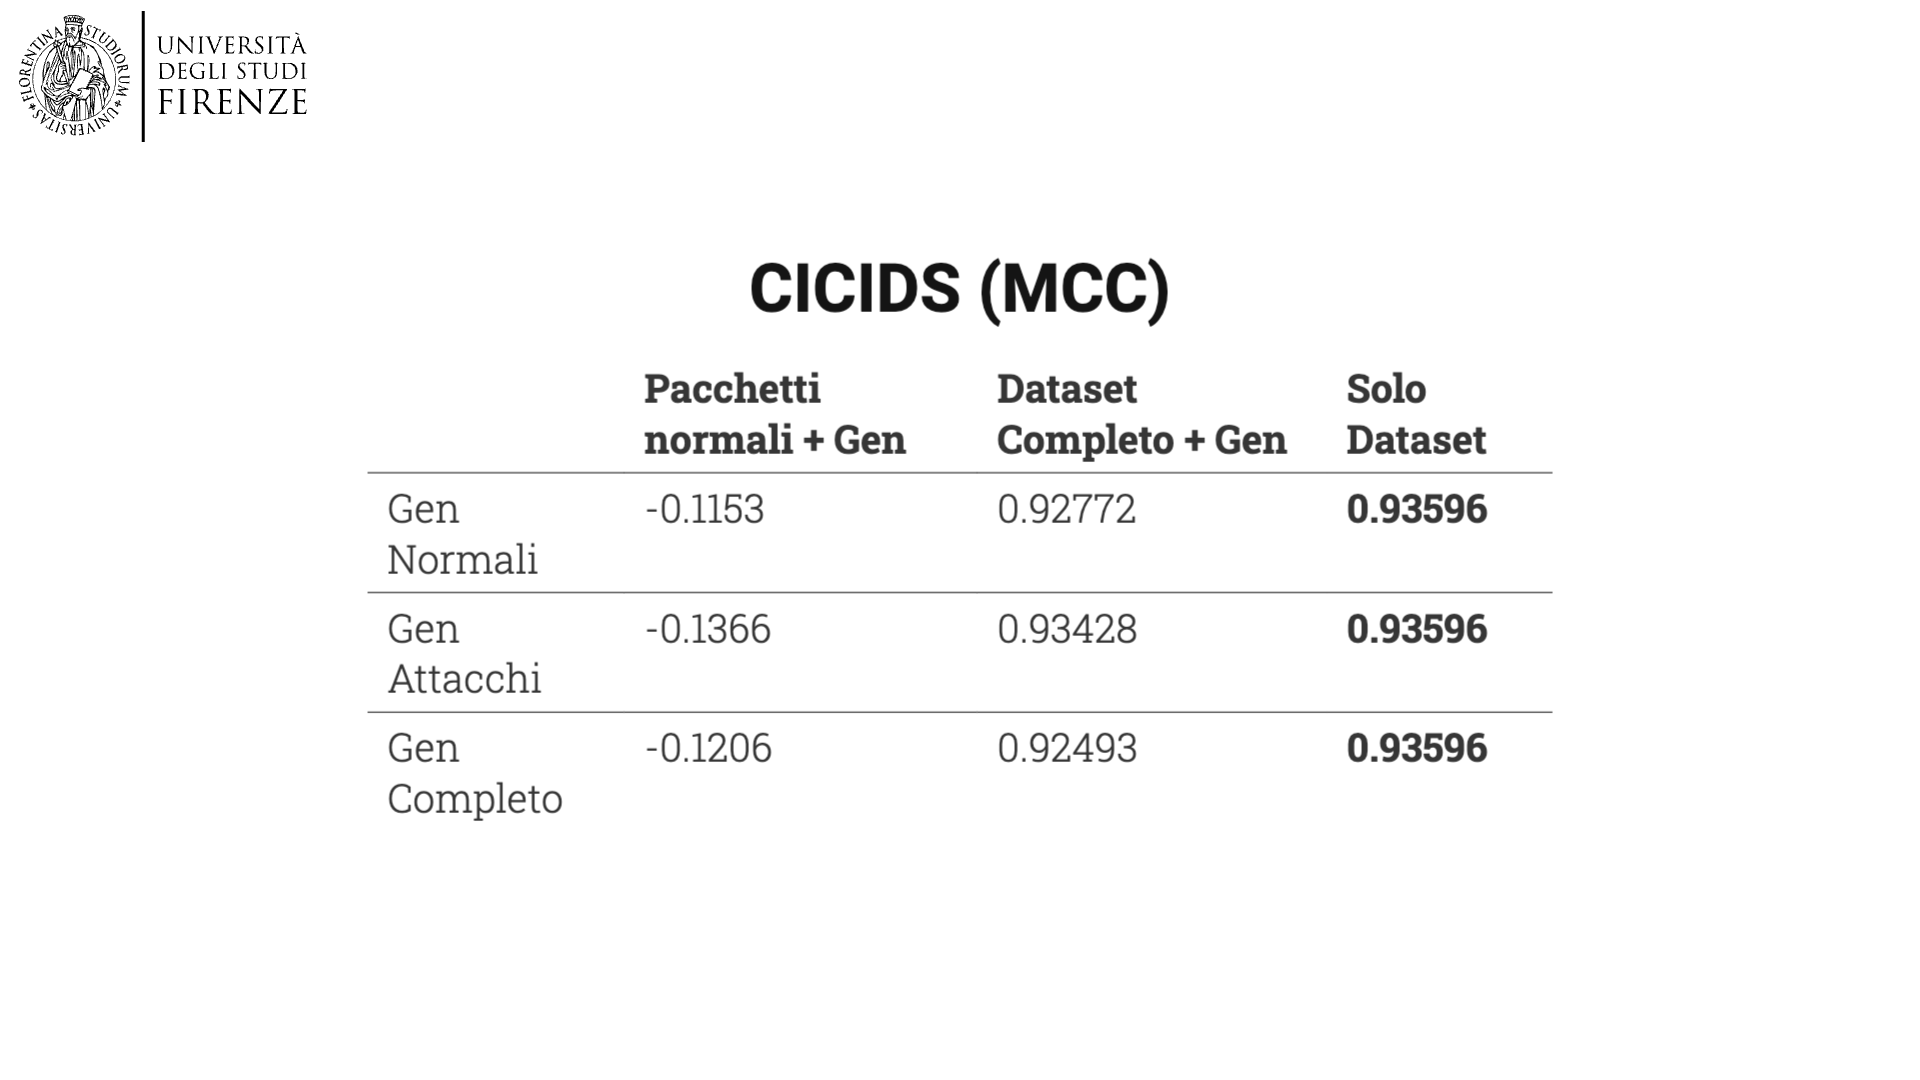 FLORENTINA STUDIORUM UNIVERSITAS
UNIVERSITÀ
DEGLI STUDI
FIRENZE
CICIDS (MCC)
Pacchetti normali + Gen
Dataset Completo + Gen
Solo Dataset
Gen Normali
-0.1153
0.92772
0.93596
Gen Attacchi
-0.1366
0.93428
0.93596
Gen Completo
-0.1206
0.92493
0.93596